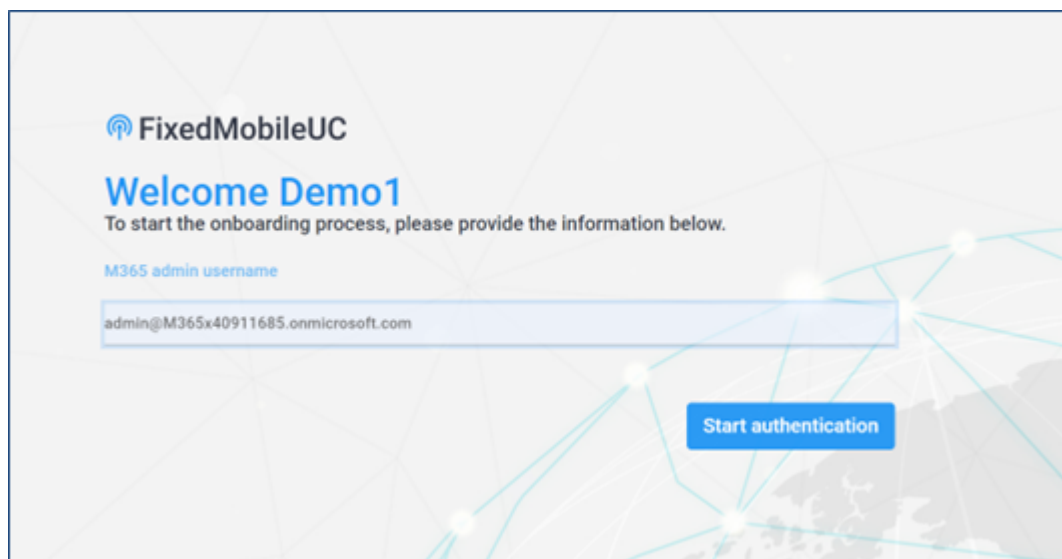 FixedMobileUC
Welcome Demo1
To start the onboarding process, please provide the information below.
M365 admin username
admin@M365x40911685.onmicrosoft.com
Start authentication